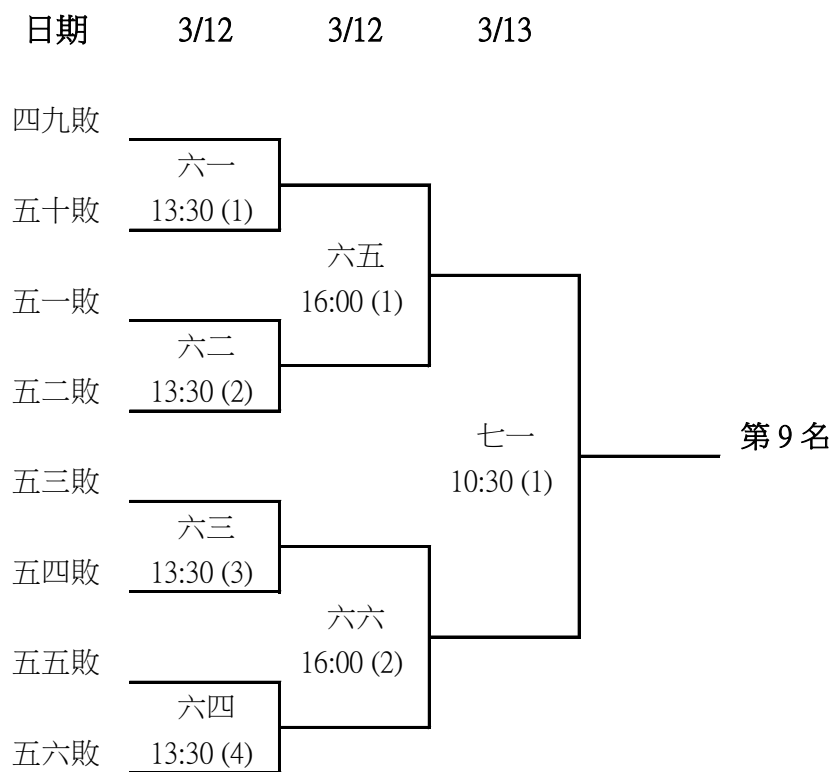 日期 3/12 3/12 3/13
四九敗
六一
五十敗 13:30 (1)
六五
五一敗 16:00 (1)
六二
五二敗 13:30 (2)
七一 第 9 名
五三敗 10:30 (1)
六三
五四敗 13:30 (3)
六六
五五敗 16:00 (2)
六四
五六敗 13:30 (4)